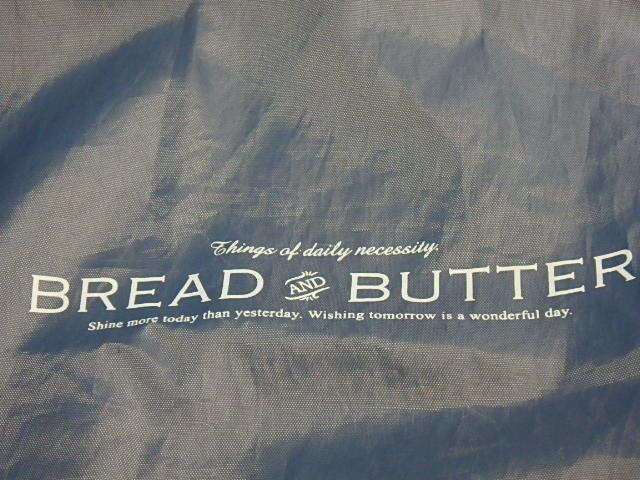 Things of daily necessity.
BREAD AND BUTTER
Shine more today than yesterday. Wishing tomorrow is a wonderful day.